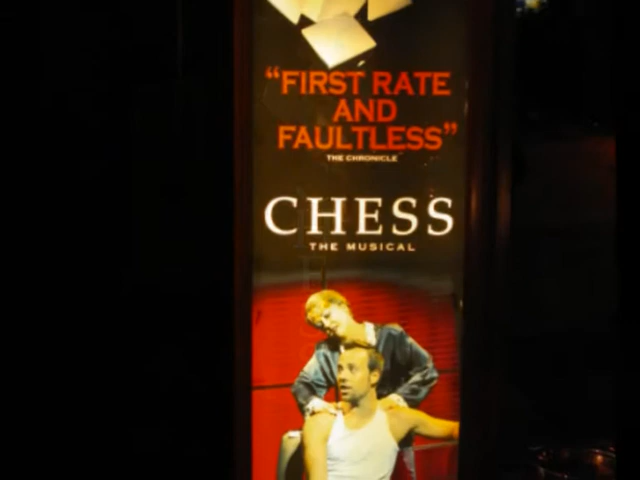 “FIRST RATE
AND
FAULTLESS”
THE CHRONICLE
CHESS
THE MUSICAL